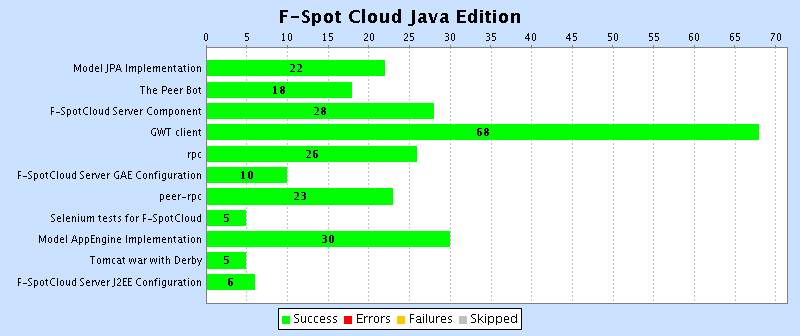 F-Spot Cloud Java Edition
0 5 10 15 20 25 30 35 40 45 50 55 60 65 70
Model JPA Implementation 22
The Peer Bot 18
F-SpotCloud Server Component 28
GWT client 68
rpc 26
F-SpotCloud Server GAE Configuration 10
peer-rpc 23
Selenium tests for F-SpotCloud 5
Model AppEngine Implementation 30
Tomcat war with Derby 5
F-SpotCloud Server J2EE Configuration 6
Success Errors Failures Skipped